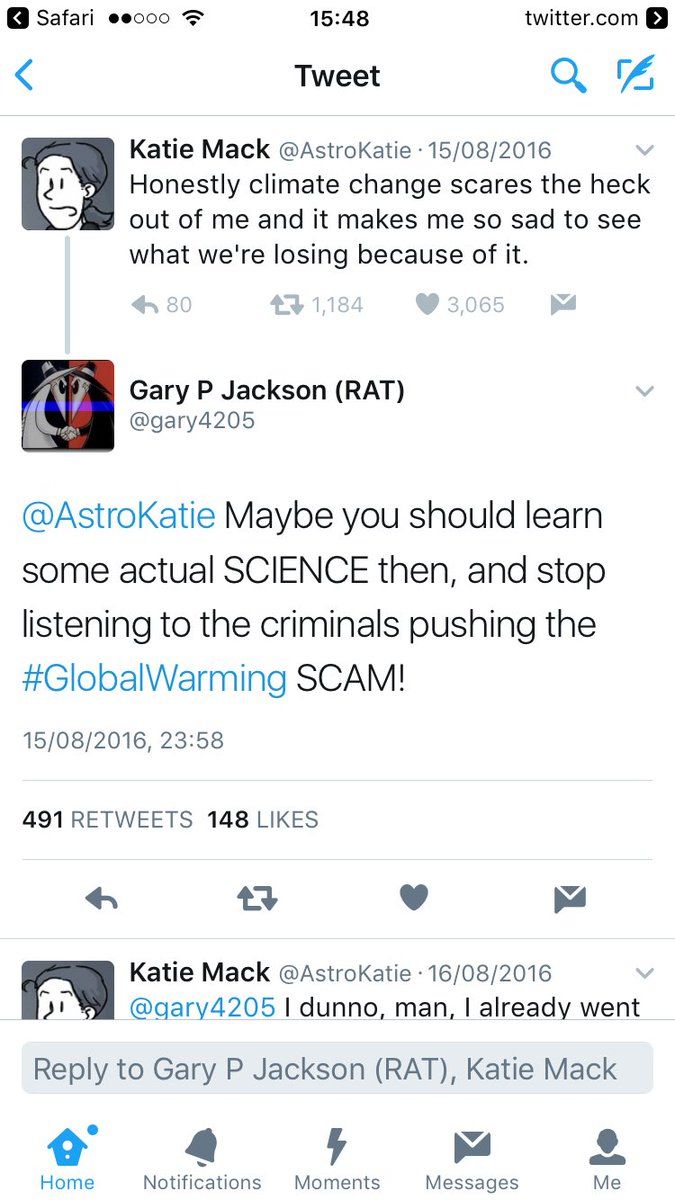 Safari 15:48 twitter.com
Tweet
Katie Mack @AstroKatie · 15/08/2016
Honestly climate change scares the heck
out of me and it makes me so sad to see
what we're losing because of it.
80 1,184 3,065
Gary P Jackson (RAT)
@gary4205
@AstroKatie Maybe you should learn
some actual SCIENCE then, and stop
listening to the criminals pushing the
#GlobalWarming SCAM!
15/08/2016, 23:58
491 RETWEETS 148 LIKES
Katie Mack @AstroKatie · 16/08/2016
@gary4205 I dunno, man, I already went
Reply to Gary P Jackson (RAT), Katie Mack
Home Notifications Moments Messages Me